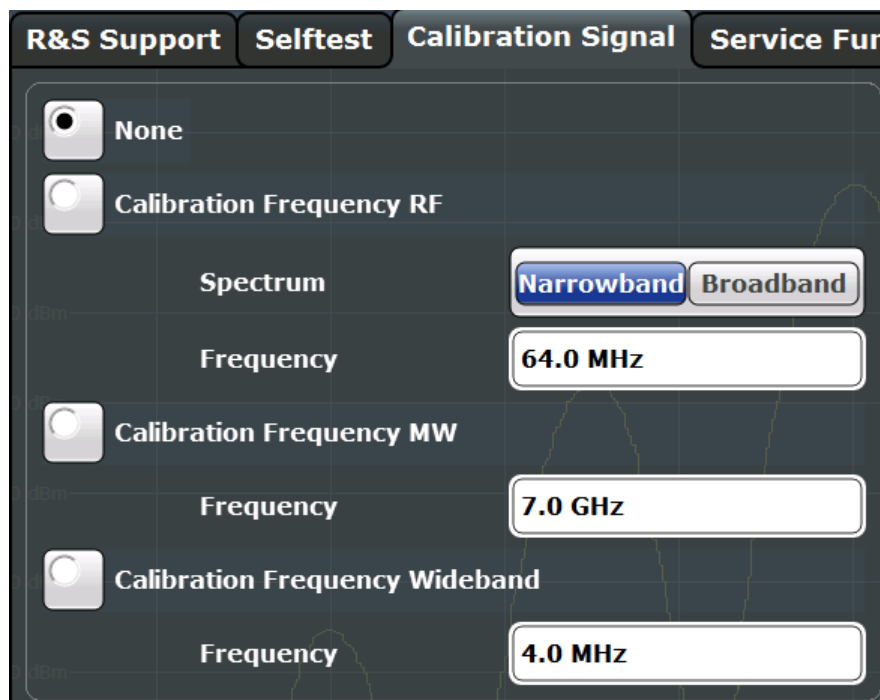 R&S Support Selftest Calibration Signal Service Fun
None
Calibration Frequency RF
Spectrum Narrowband Broadband
Frequency 64.0 MHz
Calibration Frequency MW
Frequency 7.0 GHz
Calibration Frequency Wideband
Frequency 4.0 MHz